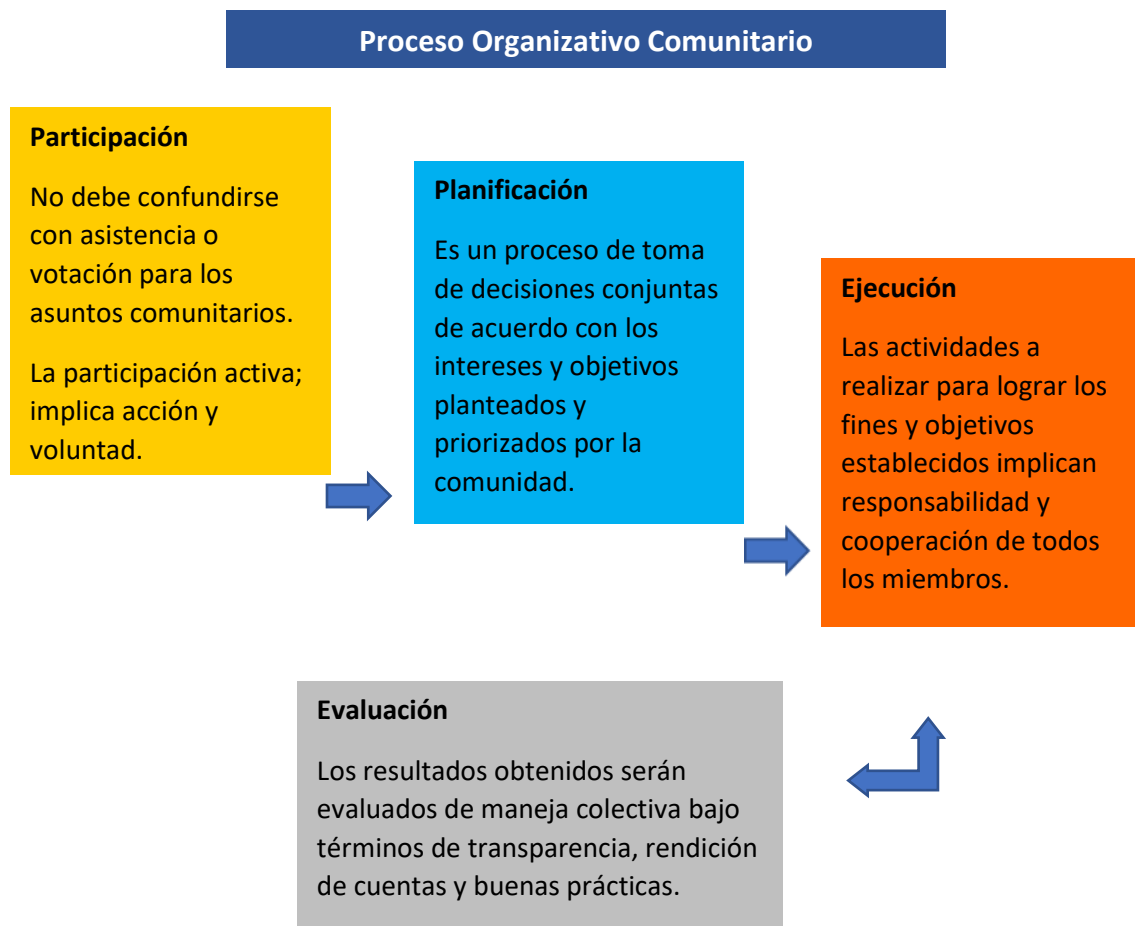 Proceso Organizativo Comunitario
Participación
No debe confundirse
con asistencia o
votación para los
asuntos comunitarios.
La participación activa;
implica acción y
voluntad.
Planificación
Es un proceso de toma
de decisiones conjuntas
de acuerdo con los
intereses y objetivos
planteados y
priorizados por la
comunidad.
Ejecución
Las actividades a
realizar para lograr los
fines y objetivos
establecidos implican
responsabilidad y
cooperación de todos
los miembros.
Evaluación
Los resultados obtenidos serán
evaluados de maneja colectiva bajo
términos de transparencia, rendición
de cuentas y buenas prácticas.